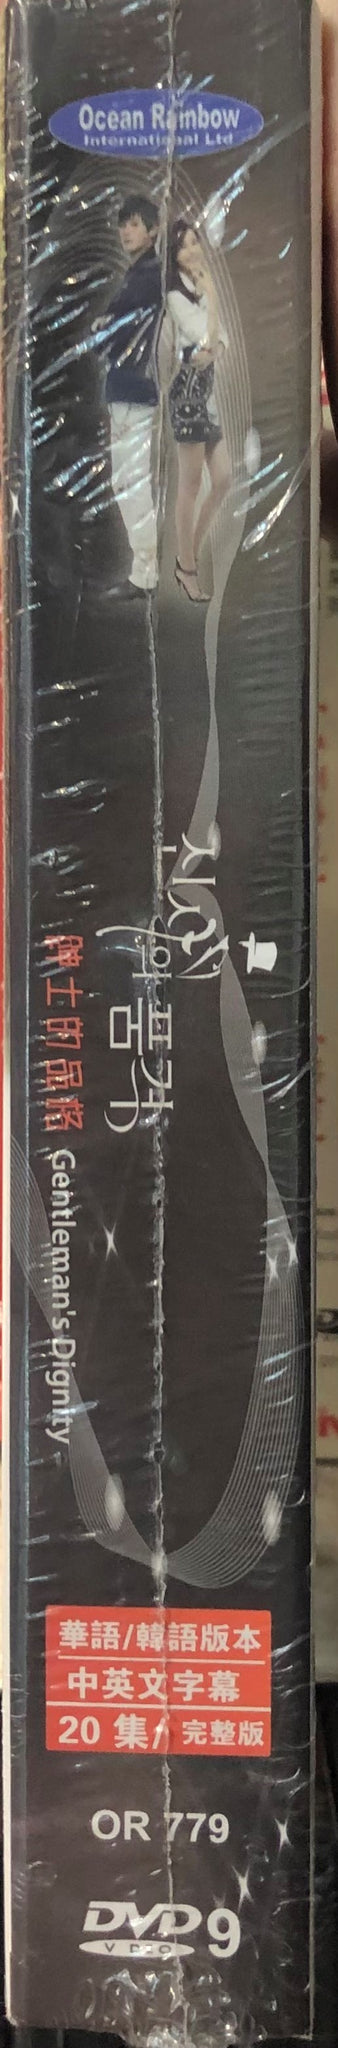 Ocean Rainbow
International Ltd
신사의 품격
紳士的品格 Gentleman's Dignity
華語/韓語版本
中英文字幕
20 集/ 完整版
OR 779
DVD 9
VIDEO